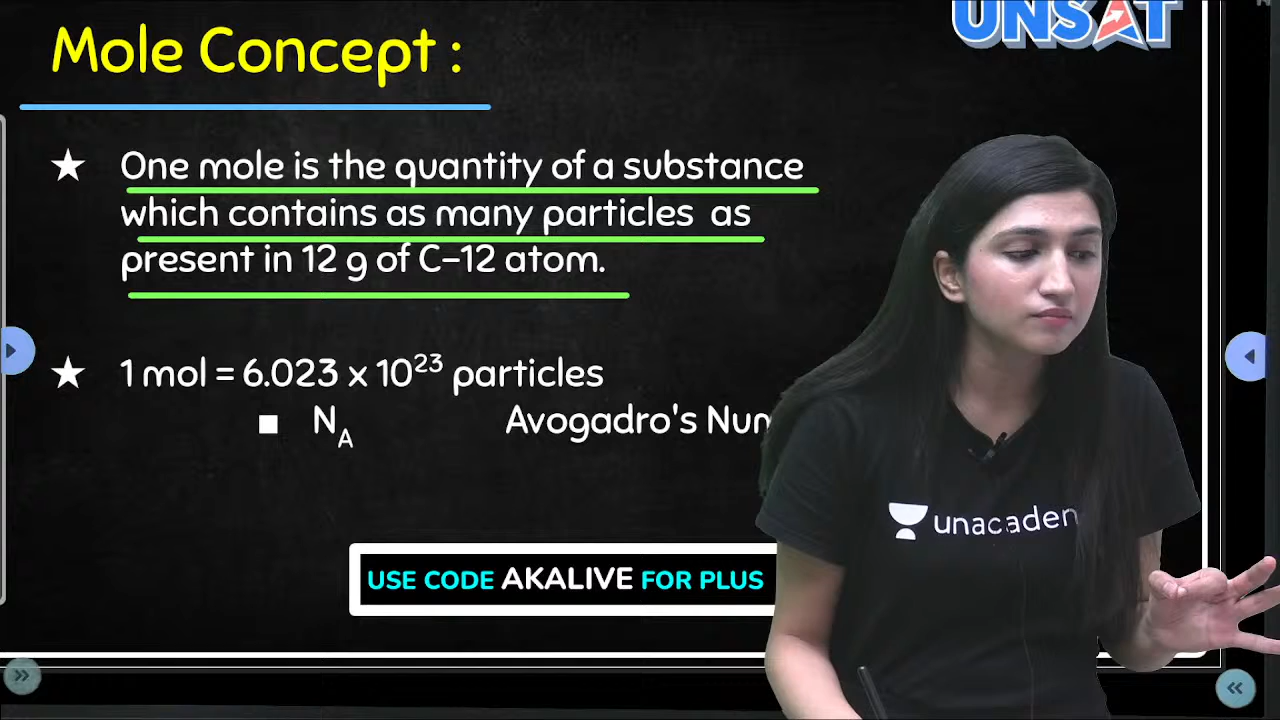 UNSAT
Mole Concept :
★ One mole is the quantity of a substance
which contains as many particles as
present in 12 g of C-12 atom.
★ 1 mol = 6.023 x 10²³ particles
■ N_A Avogadro's
USE CODE AKALIVE FOR PLUS